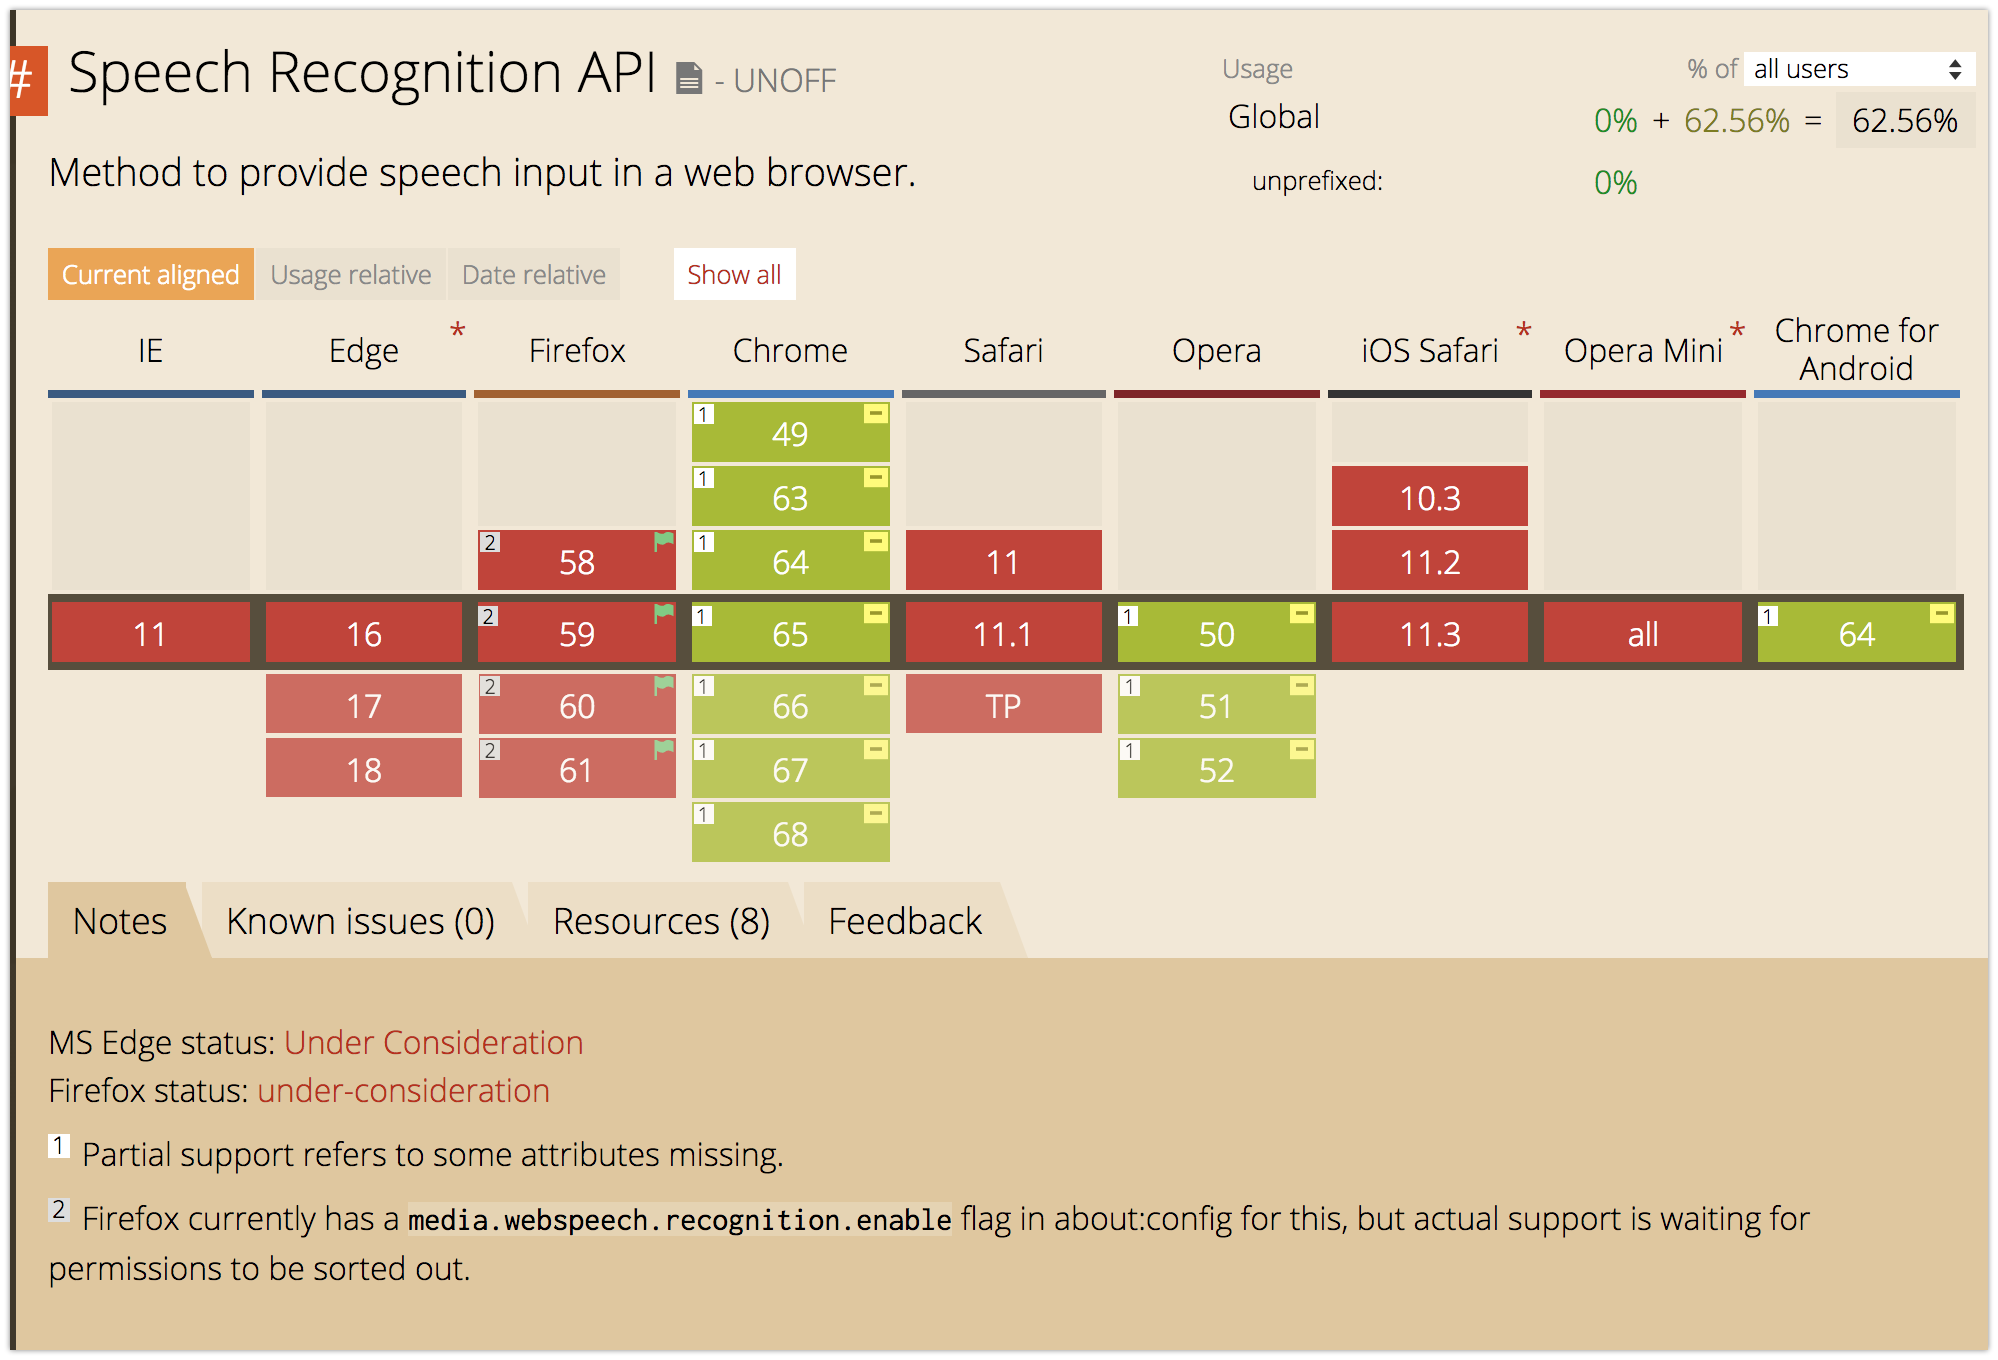 # Speech Recognition API - UNOFF
Method to provide speech input in a web browser.
Usage % of all users
Global 0% + 62.56% = 62.56%
unprefixed: 0%
Current aligned Usage relative Date relative Show all
IE Edge * Firefox Chrome Safari Opera iOS Safari * Opera Mini * Chrome for Android
1 49 -
1 63 - 10.3
2 58 1 64 - 11 11.2
11 16 2 59 1 65 - 11.1 1 50 - 11.3 all 1 64 -
17 2 60 1 66 - TP 1 51 -
18 2 61 1 67 - 1 52 -
1 68 -
Notes Known issues (0) Resources (8) Feedback
MS Edge status: Under Consideration
Firefox status: under-consideration
1 Partial support refers to some attributes missing.
2 Firefox currently has a media.webspeech.recognition.enable flag in about:config for this, but actual support is waiting for
permissions to be sorted out.